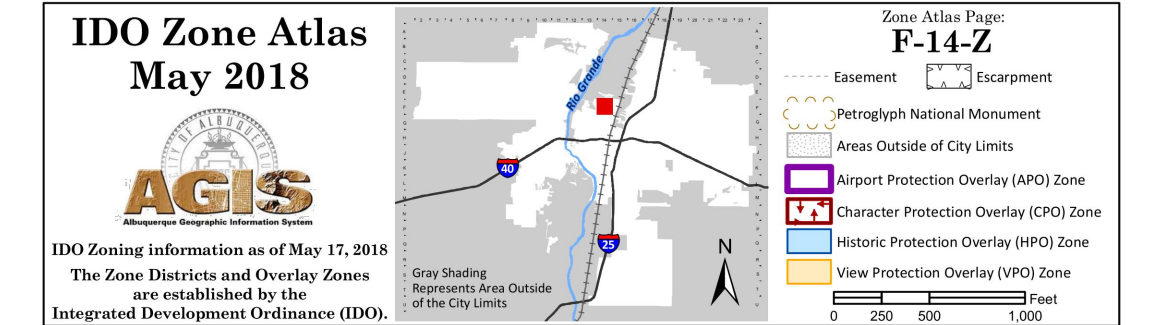 IDO Zone Atlas
May 2018
CITY OF ALBUQUERQUE
AGIS
Albuquerque Geographic Information System
IDO Zoning information as of May 17, 2018
The Zone Districts and Overlay Zones
are established by the
Integrated Development Ordinance (IDO).
Rio Grande
40
25
N
Gray Shading
Represents Area Outside
of the City Limits
Zone Atlas Page:
F-14-Z
Easement
Escarpment
Petroglyph National Monument
Areas Outside of City Limits
Airport Protection Overlay (APO) Zone
Character Protection Overlay (CPO) Zone
Historic Protection Overlay (HPO) Zone
View Protection Overlay (VPO) Zone
Feet
0 250 500 1,000